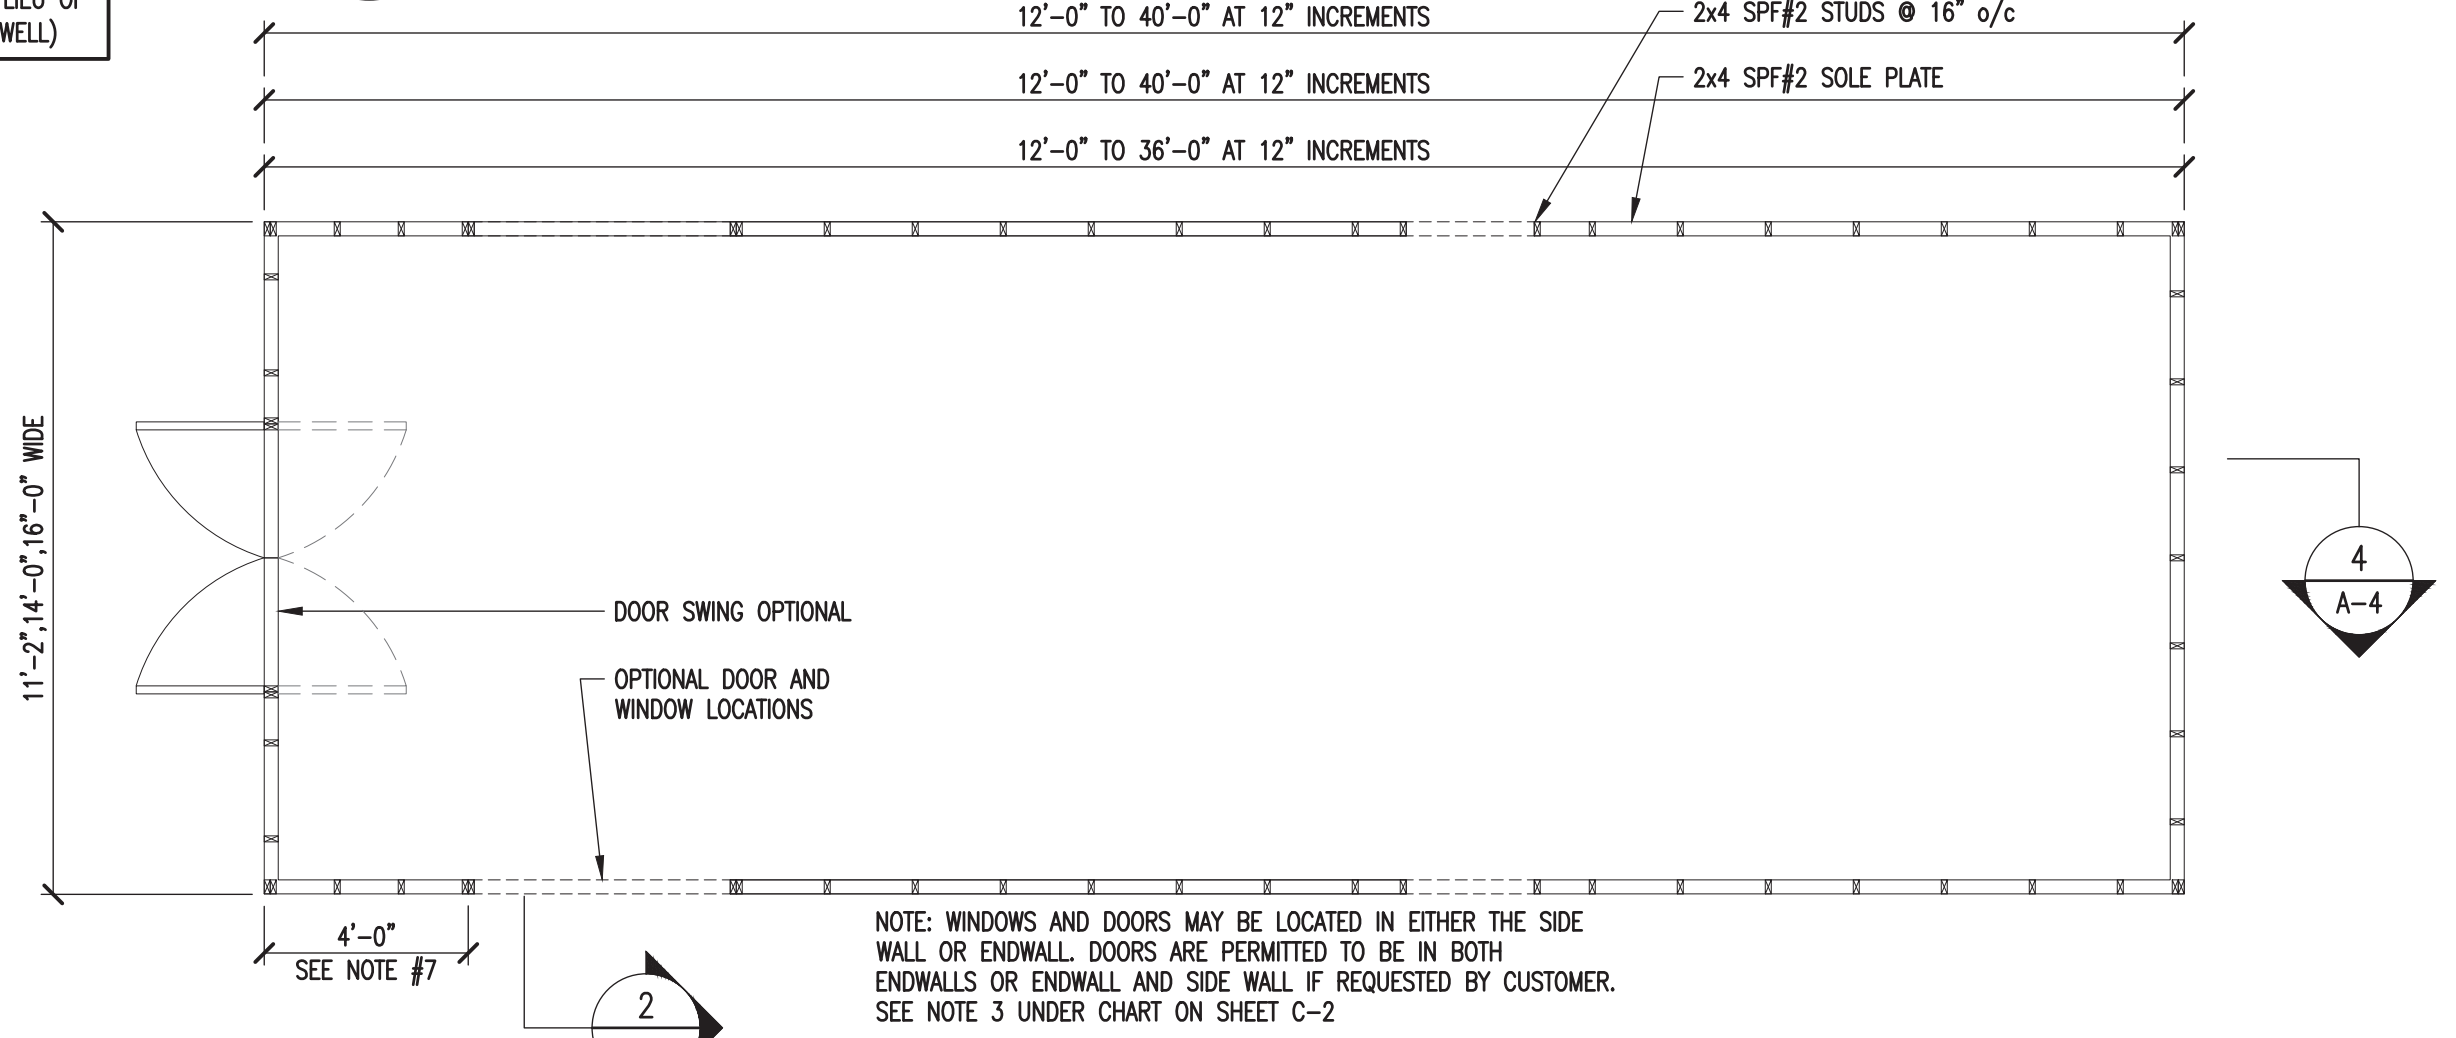 WELL)
12'-0" TO 40'-0" AT 12" INCREMENTS
2x4 SPF#2 STUDS @ 16" o/c
12'-0" TO 40'-0" AT 12" INCREMENTS
2x4 SPF#2 SOLE PLATE
12'-0" TO 36'-0" AT 12" INCREMENTS
11'-2",14'-0",16'-0" WIDE
4
A-4
DOOR SWING OPTIONAL
OPTIONAL DOOR AND
WINDOW LOCATIONS
4'-0"
SEE NOTE #7
2
NOTE: WINDOWS AND DOORS MAY BE LOCATED IN EITHER THE SIDE
WALL OR ENDWALL. DOORS ARE PERMITTED TO BE IN BOTH
ENDWALLS OR ENDWALL AND SIDE WALL IF REQUESTED BY CUSTOMER.
SEE NOTE 3 UNDER CHART ON SHEET C-2